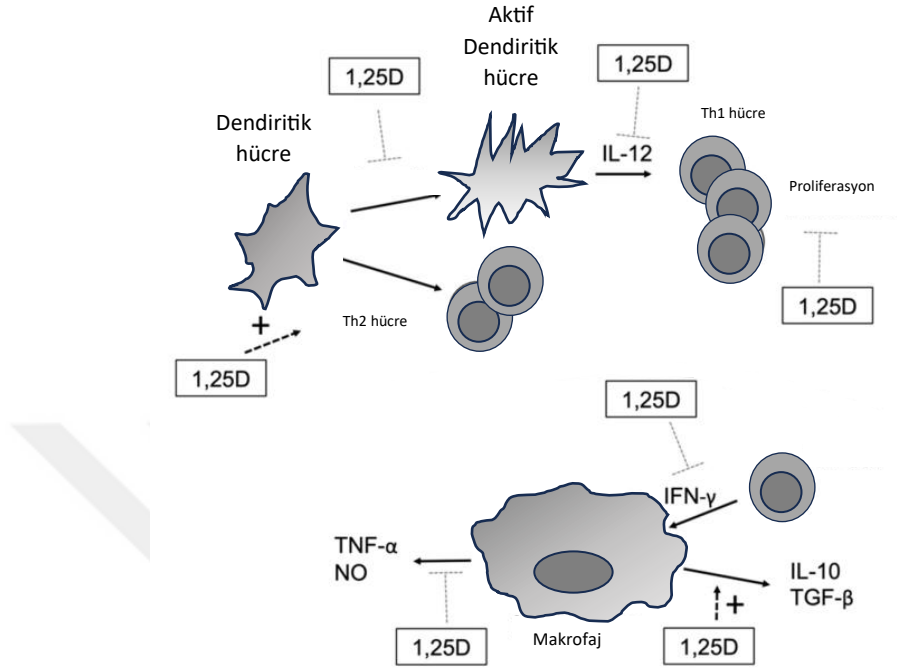 Aktif
Dendiritik
hücre
1,25D
1,25D
Dendiritik
hücre
Th1 hücre
IL-12
Proliferasyon
1,25D
Th2 hücre
+
1,25D
1,25D
IFN-γ
TNF-α
NO
IL-10
TGF-β
+
Makrofaj
1,25D
1,25D